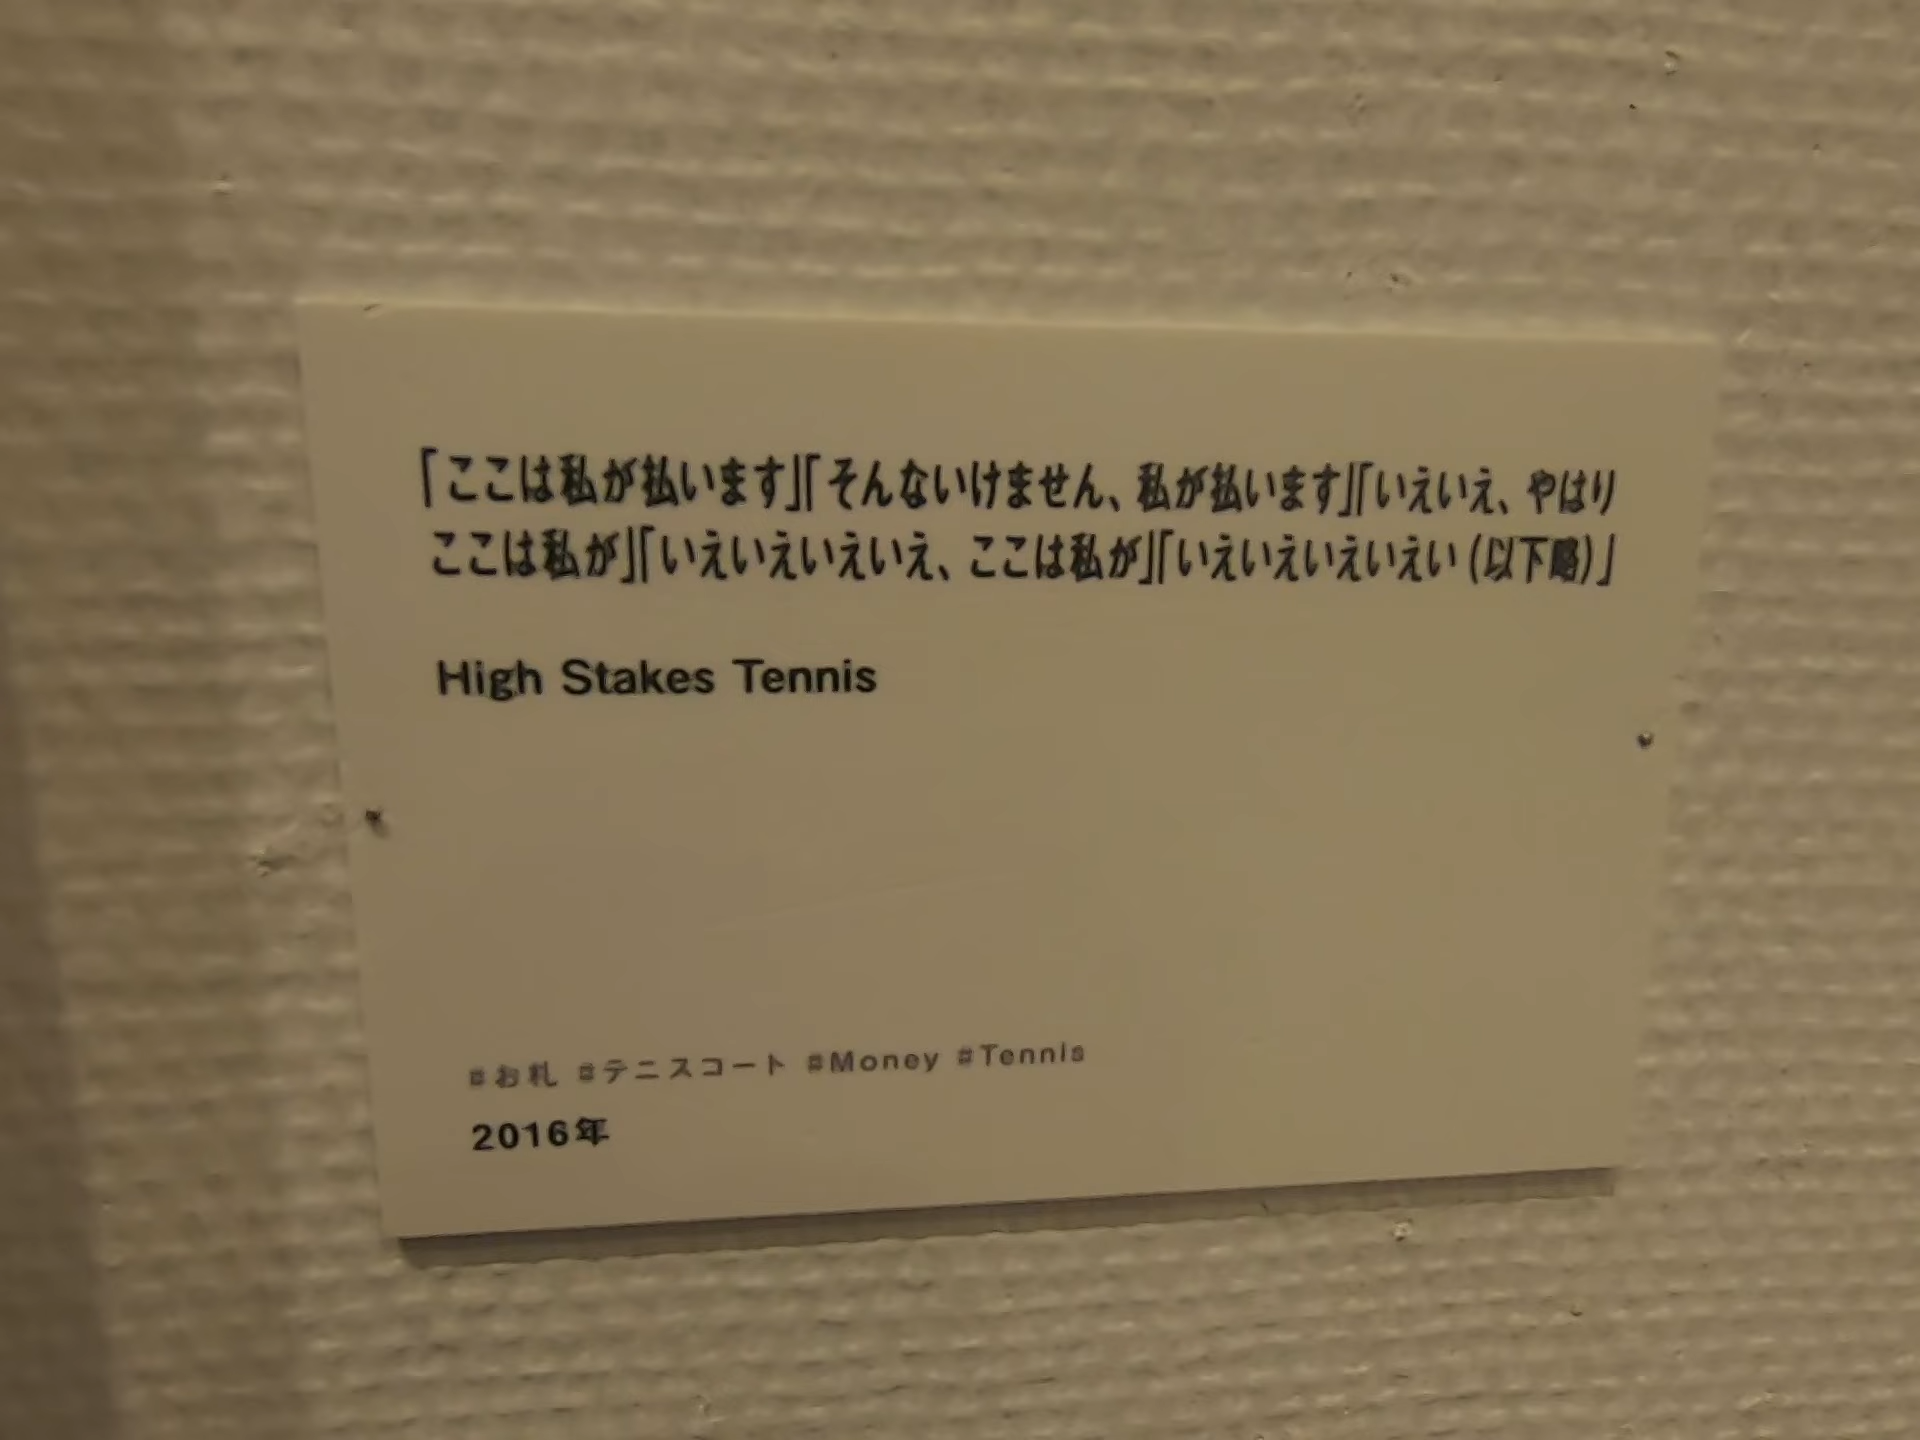 「ここは私が払います」「そんないけません、私が払います」「いえいえ、やはり
ここは私が」「いえいえいえいえ、ここは私が」「いえいえいえいえい(以下略)」
High Stakes Tennis
#お札 #テニスコート #Money #Tennis
2016年